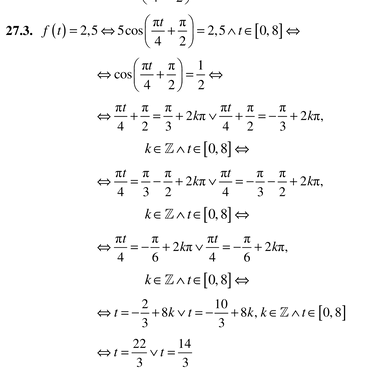 27.3. f(t)=2,5⇔5cos(πt/4+π/2)=2,5∧t∈[0,8]⇔
⇔cos(πt/4+π/2)=1/2⇔
⇔πt/4+π/2=π/3+2kπ∨πt/4+π/2=−π/3+2kπ,
k∈ℤ∧t∈[0,8]⇔
⇔πt/4=π/3−π/2+2kπ∨πt/4=−π/3−π/2+2kπ,
k∈ℤ∧t∈[0,8]⇔
⇔πt/4=−π/6+2kπ∨πt/4=−π/6+2kπ,
k∈ℤ∧t∈[0,8]⇔
⇔t=−2/3+8k∨t=−10/3+8k, k∈ℤ∧t∈[0,8]
⇔t=22/3∨t=14/3